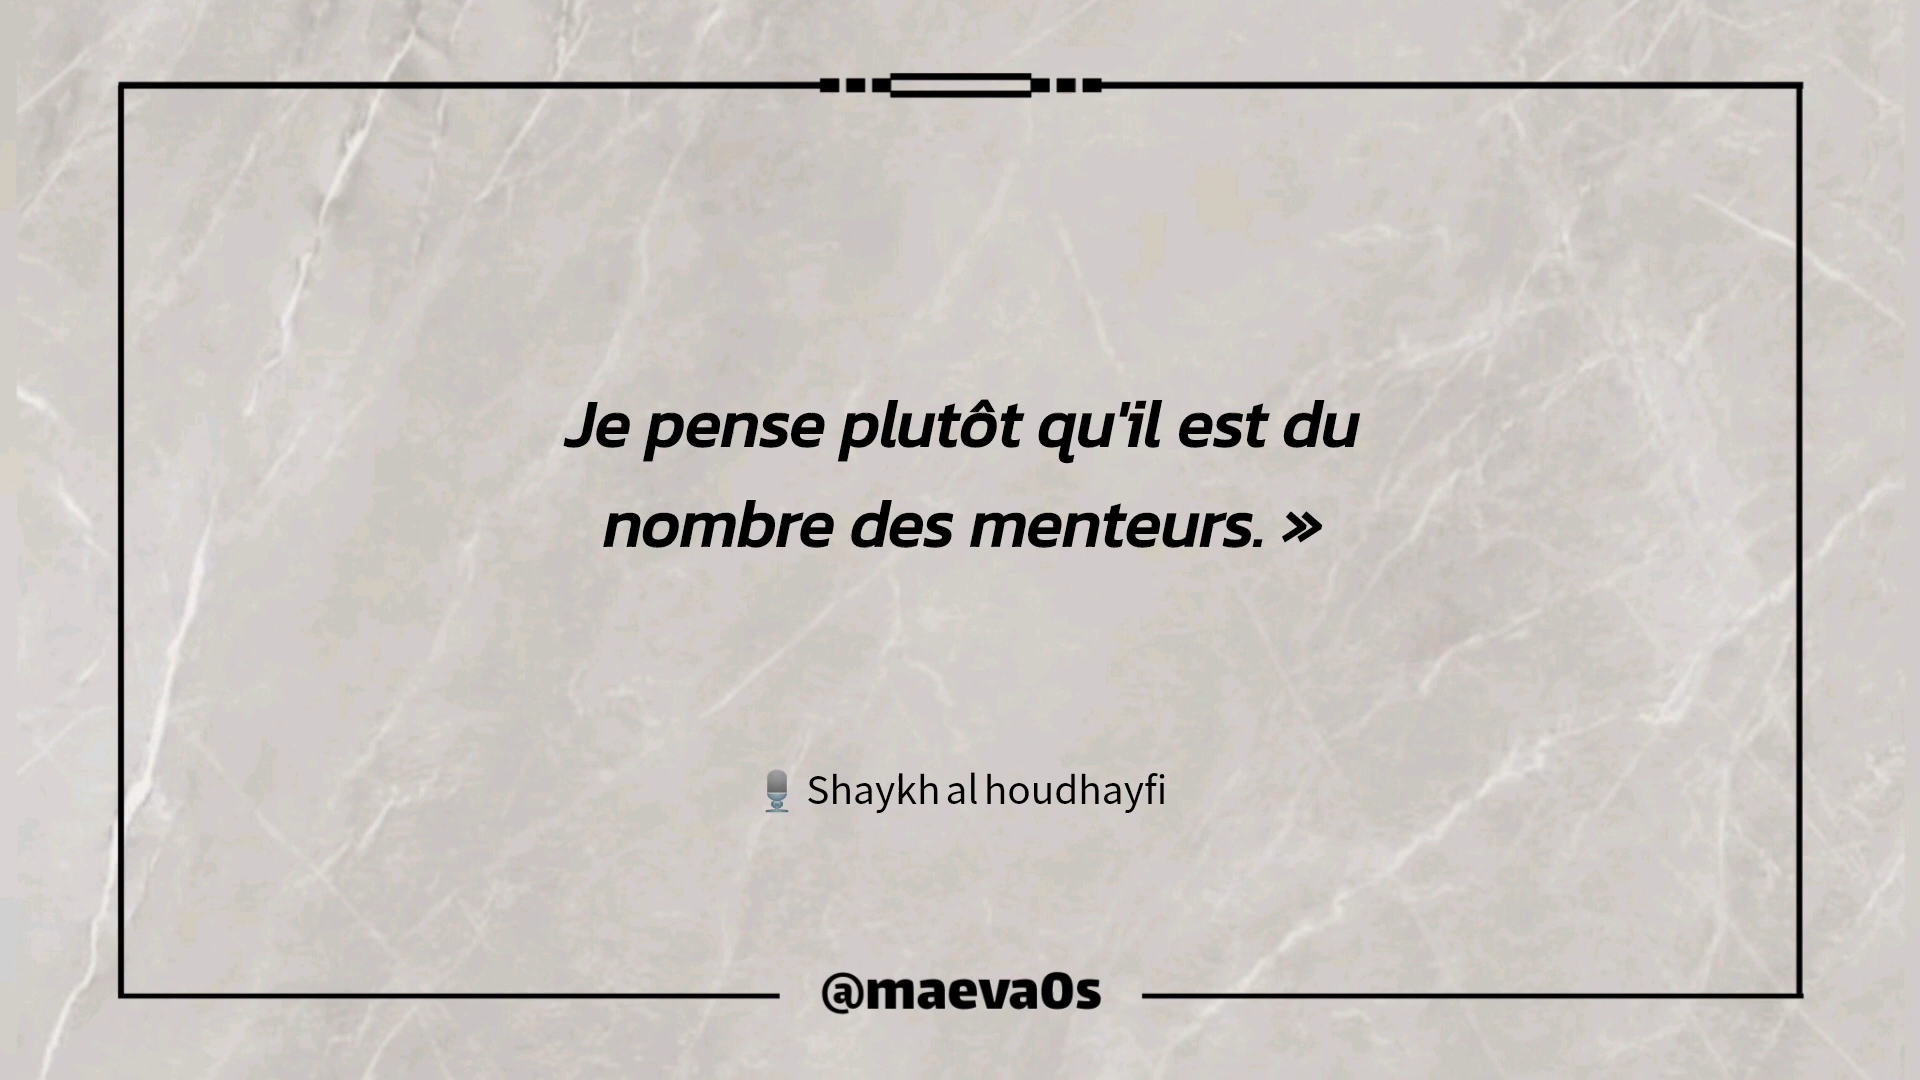 Je pense plutôt qu'il est du
nombre des menteurs. »
🎙️ Shaykh al houdhayfi
@maeva0s